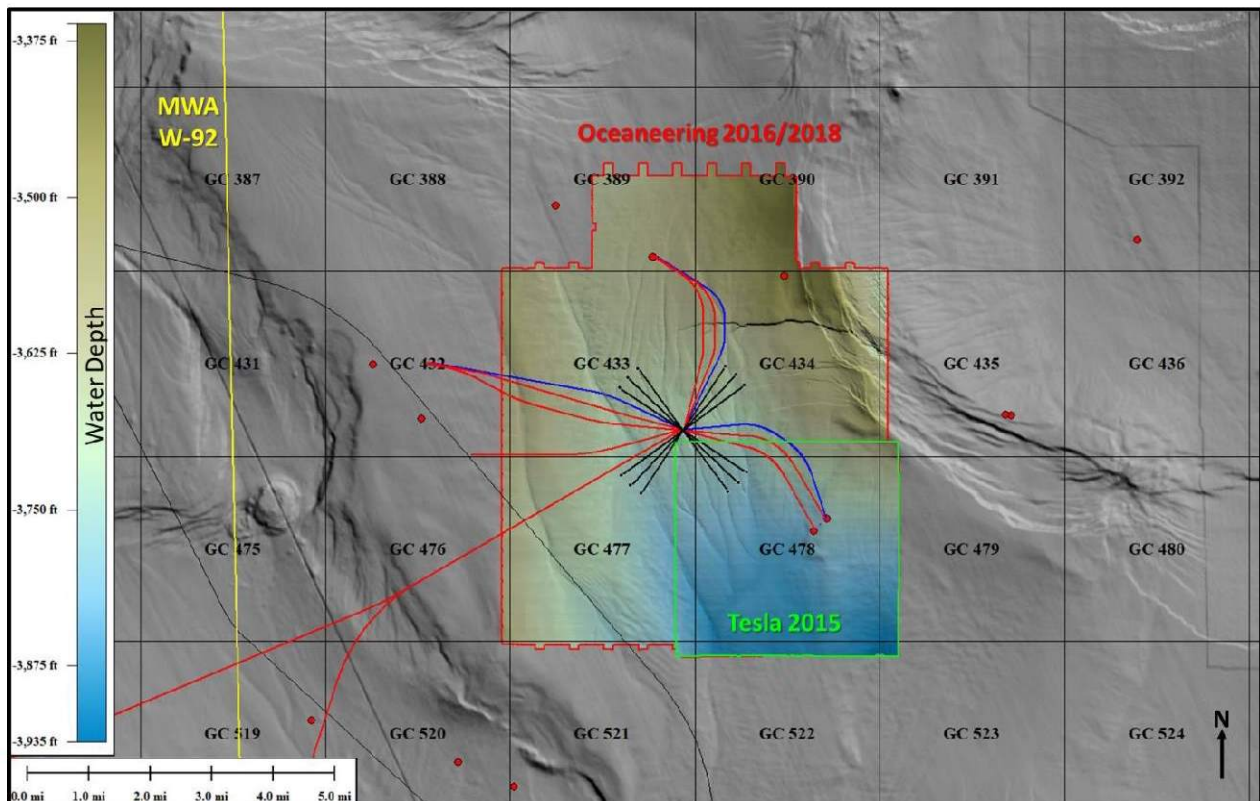 -3,375 ft
-3,500 ft
-3,625 ft
-3,750 ft
-3,875 ft
-3,935 ft
Water Depth
MWA
W-92
Oceaneering 2016/2018
GC 387 GC 388 GC 389 GC 390 GC 391 GC 392
GC 431 GC 432 GC 433 GC 434 GC 435 GC 436
GC 475 GC 476 GC 477 GC 478 GC 479 GC 480
Tesla 2015
GC 519 GC 520 GC 521 GC 522 GC 523 GC 524
N
0.0 mi 1.0 mi 2.0 mi 3.0 mi 4.0 mi 5.0 mi